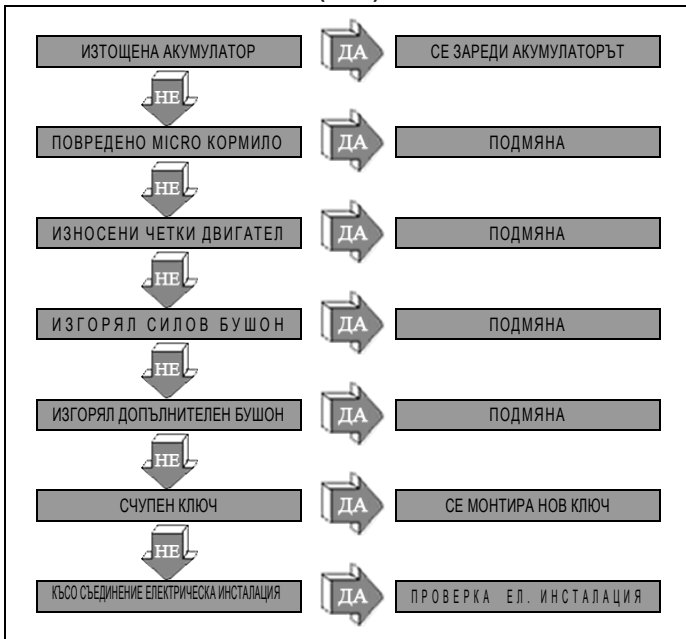 ИЗТОЩЕНА АКУМУЛАТОР ДА СЕ ЗАРЕДИ АКУМУЛАТОРЪТ
НЕ
ПОВРЕДЕНО MICRO КОРМИЛО ДА ПОДМЯНА
НЕ
ИЗНОСЕНИ ЧЕТКИ ДВИГАТЕЛ ДА ПОДМЯНА
НЕ
ИЗГОРЯЛ СИЛОВ БУШОН ДА ПОДМЯНА
НЕ
ИЗГОРЯЛ ДОПЪЛНИТЕЛЕН БУШОН ДА ПОДМЯНА
НЕ
СЧУПЕН КЛЮЧ ДА СЕ МОНТИРА НОВ КЛЮЧ
НЕ
КЪСО СЪЕДИНЕНИЕ ЕЛЕКТРИЧЕСКА ИНСТАЛАЦИЯ ДА ПРОВЕРКА ЕЛ. ИНСТАЛАЦИЯ